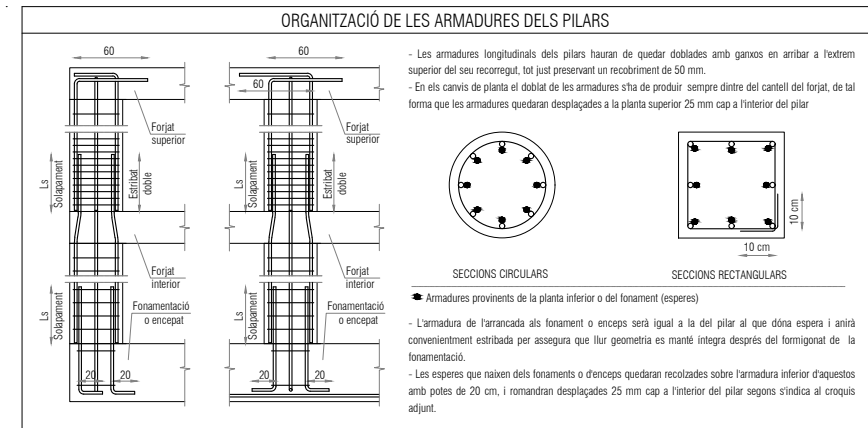 ORGANITZACIÓ DE LES ARMADURES DELS PILARS
60
60
60
Forjat
superior
Forjat
superior
Ls
Solapament
Estribat
doble
Ls
Solapament
Estribat
doble
Forjat
interior
Forjat
interior
Ls
Solapament
Fonamentació
o encepat
Ls
Solapament
Fonamentació
o encepat
20
20
20
20
- Les armadures longitudinals dels pilars hauran de quedar doblades amb ganxos en arribar a l'extrem
superior del seu recorregut, tot just preservant un recobriment de 50 mm.
- En els canvis de planta el doblat de les armadures s'ha de produir sempre dintre del cantell del forjat, de tal
forma que les armadures quedaran desplaçades a la planta superior 25 mm cap a l'interior del pilar
10 cm
10 cm
SECCIONS CIRCULARS
SECCIONS RECTANGULARS
Armadures provinents de la planta inferior o del fonament (esperes)
- L'armadura de l'arrancada als fonament o enceps serà igual a la del pilar al que dóna espera i anirà
convenientment estribada per assegura que llur geometria es manté íntegra després del formigonat de la
fonamentació.
- Les esperes que naixen dels fonaments o d'enceps quedaran recolzades sobre l'armadura inferior d'aquestos
amb potes de 20 cm, i romandran desplaçades 25 mm cap a l'interior del pilar segons s'indica al croquis
adjunt.